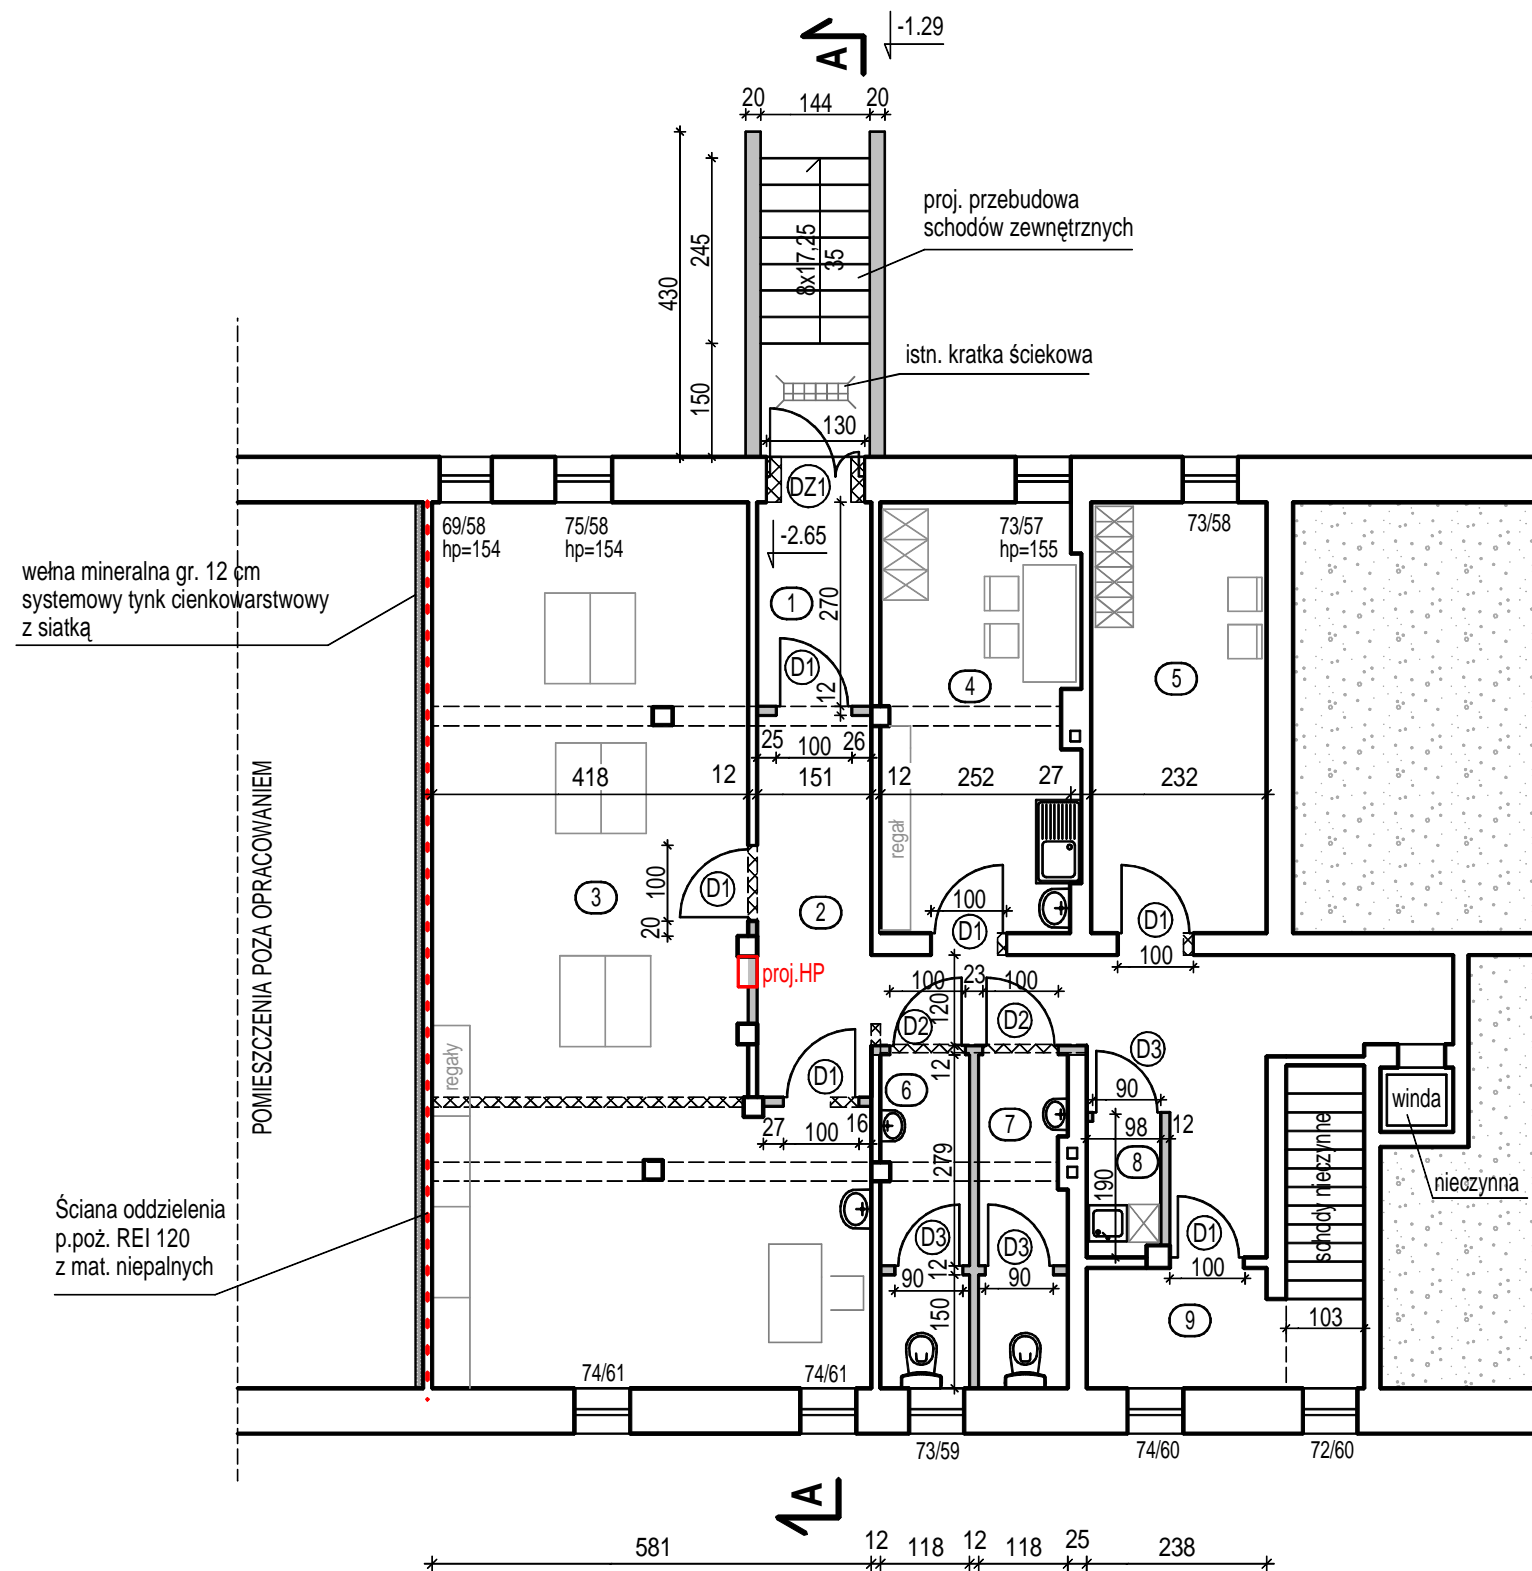 A
-1.29
20
144
20
proj. przebudowa
schodów zewnętrznych
430
245
150
8x17,25
35
istn. kratka ściekowa
130
DZ1
69/58
hp=154
75/58
hp=154
-2.65
73/57
hp=155
73/58
wełna mineralna gr. 12 cm
systemowy tynk cienkowarstwowy
z siatką
1
270
D1
12
4
5
25
100
26
418
12
151
12
252
27
232
POMIESZCZENIA POZA OPRACOWANIEM
regał
3
100
20
D1
2
100
D1
D1
100
proj.HP
100
23
100
120
D2
D2
D3
regały
D1
12
6
90
winda
27
100
16
7
98
12
8
279
190
schody nieczynne
nieczynna
Ściana oddzielenia
p.poż. REI 120
z mat. niepalnych
D3
D3
D1
90
12
90
100
150
9
103
74/61
74/61
73/59
74/60
72/60
A
581
12
118
12
118
25
238